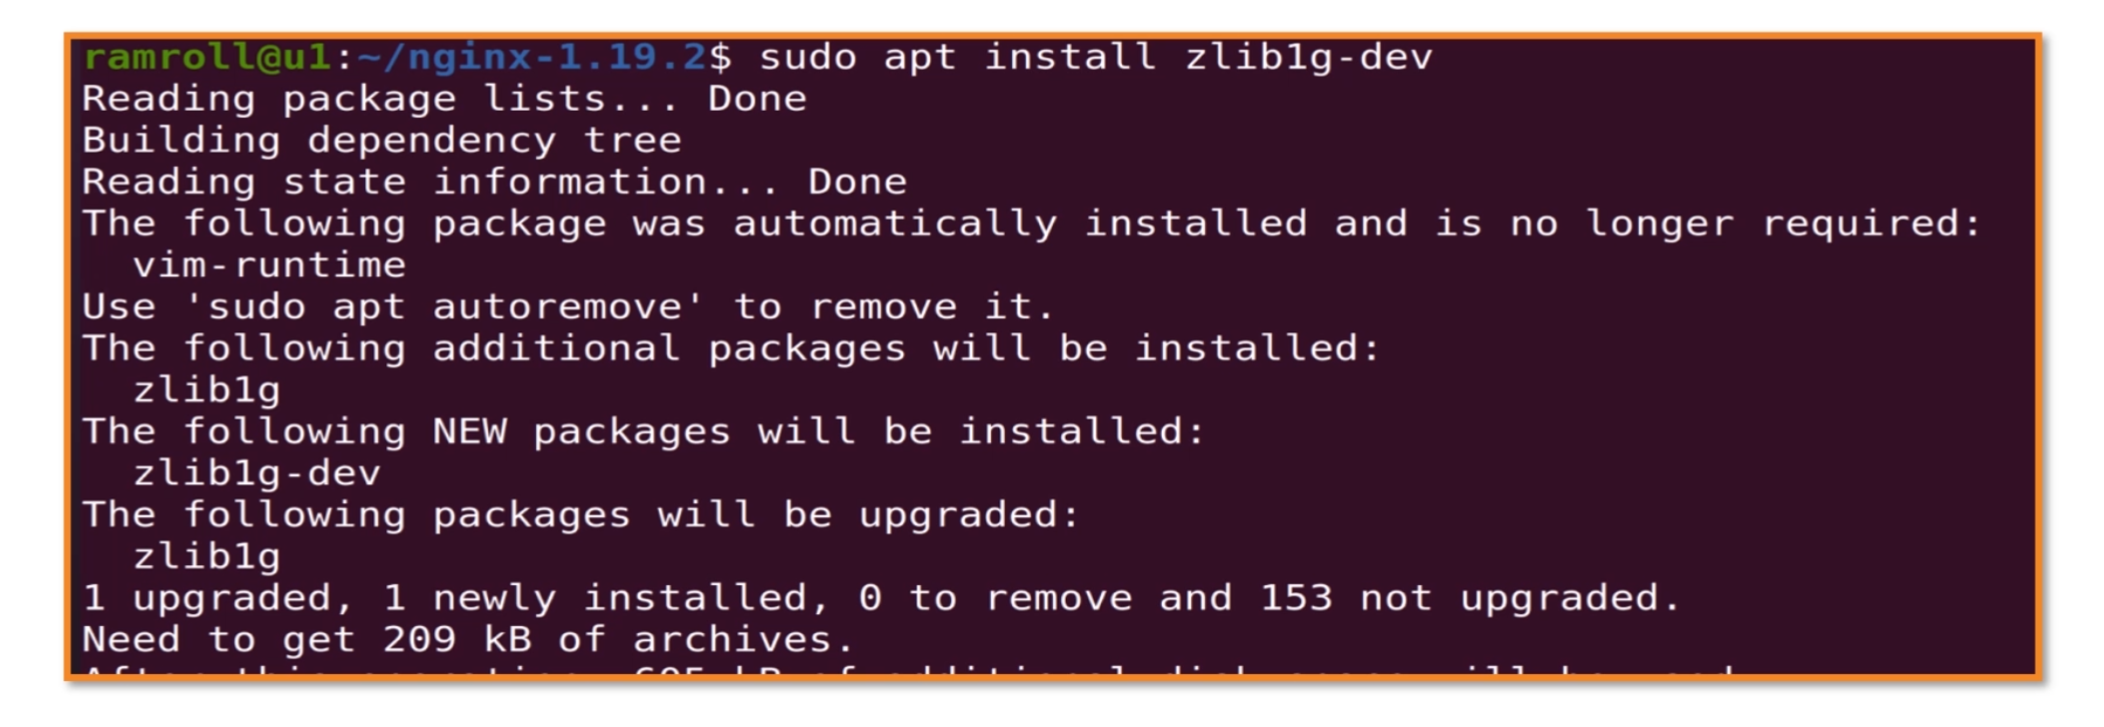 ramroll@u1:~/nginx-1.19.2$ sudo apt install zlib1g-dev
Reading package lists... Done
Building dependency tree
Reading state information... Done
The following package was automatically installed and is no longer required:
  vim-runtime
Use 'sudo apt autoremove' to remove it.
The following additional packages will be installed:
  zlib1g
The following NEW packages will be installed:
  zlib1g-dev
The following packages will be upgraded:
  zlib1g
1 upgraded, 1 newly installed, 0 to remove and 153 not upgraded.
Need to get 209 kB of archives.